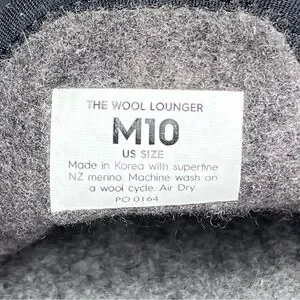 THE WOOL LOUNGER
M10
US SIZE
Made in Korea with superfine
NZ merino. Machine wash on
a wool cycle. Air Dry.
PO 0164